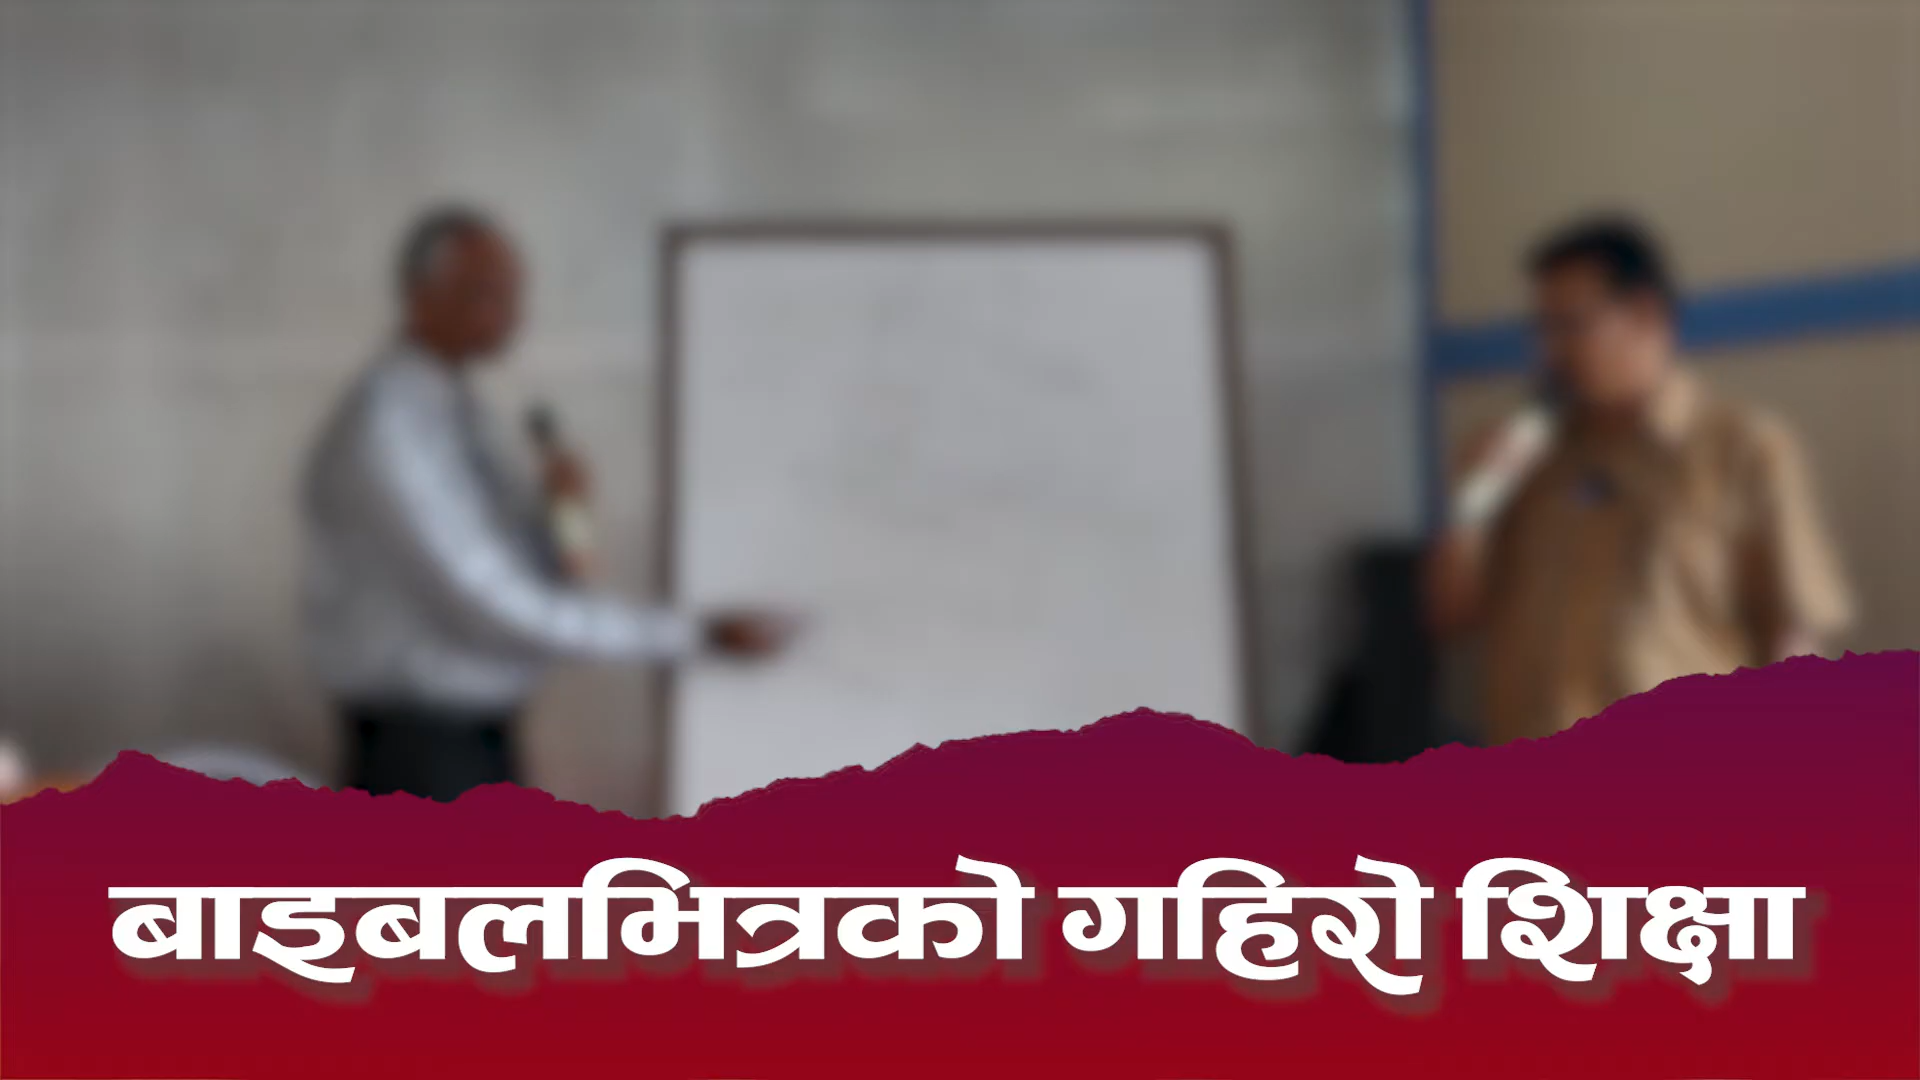 बाइबलभित्रको गहिरो शिक्षा